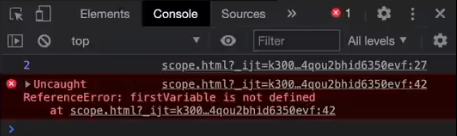 Elements Console Sources » 1
top Filter All levels
2 scope.html?_ijt=k300…4qou2bhid6350evf:27
Uncaught scope.html?_ijt=k300…4qou2bhid6350evf:42
ReferenceError: firstVariable is not defined
at scope.html?_ijt=k300…4qou2bhid6350evf:42